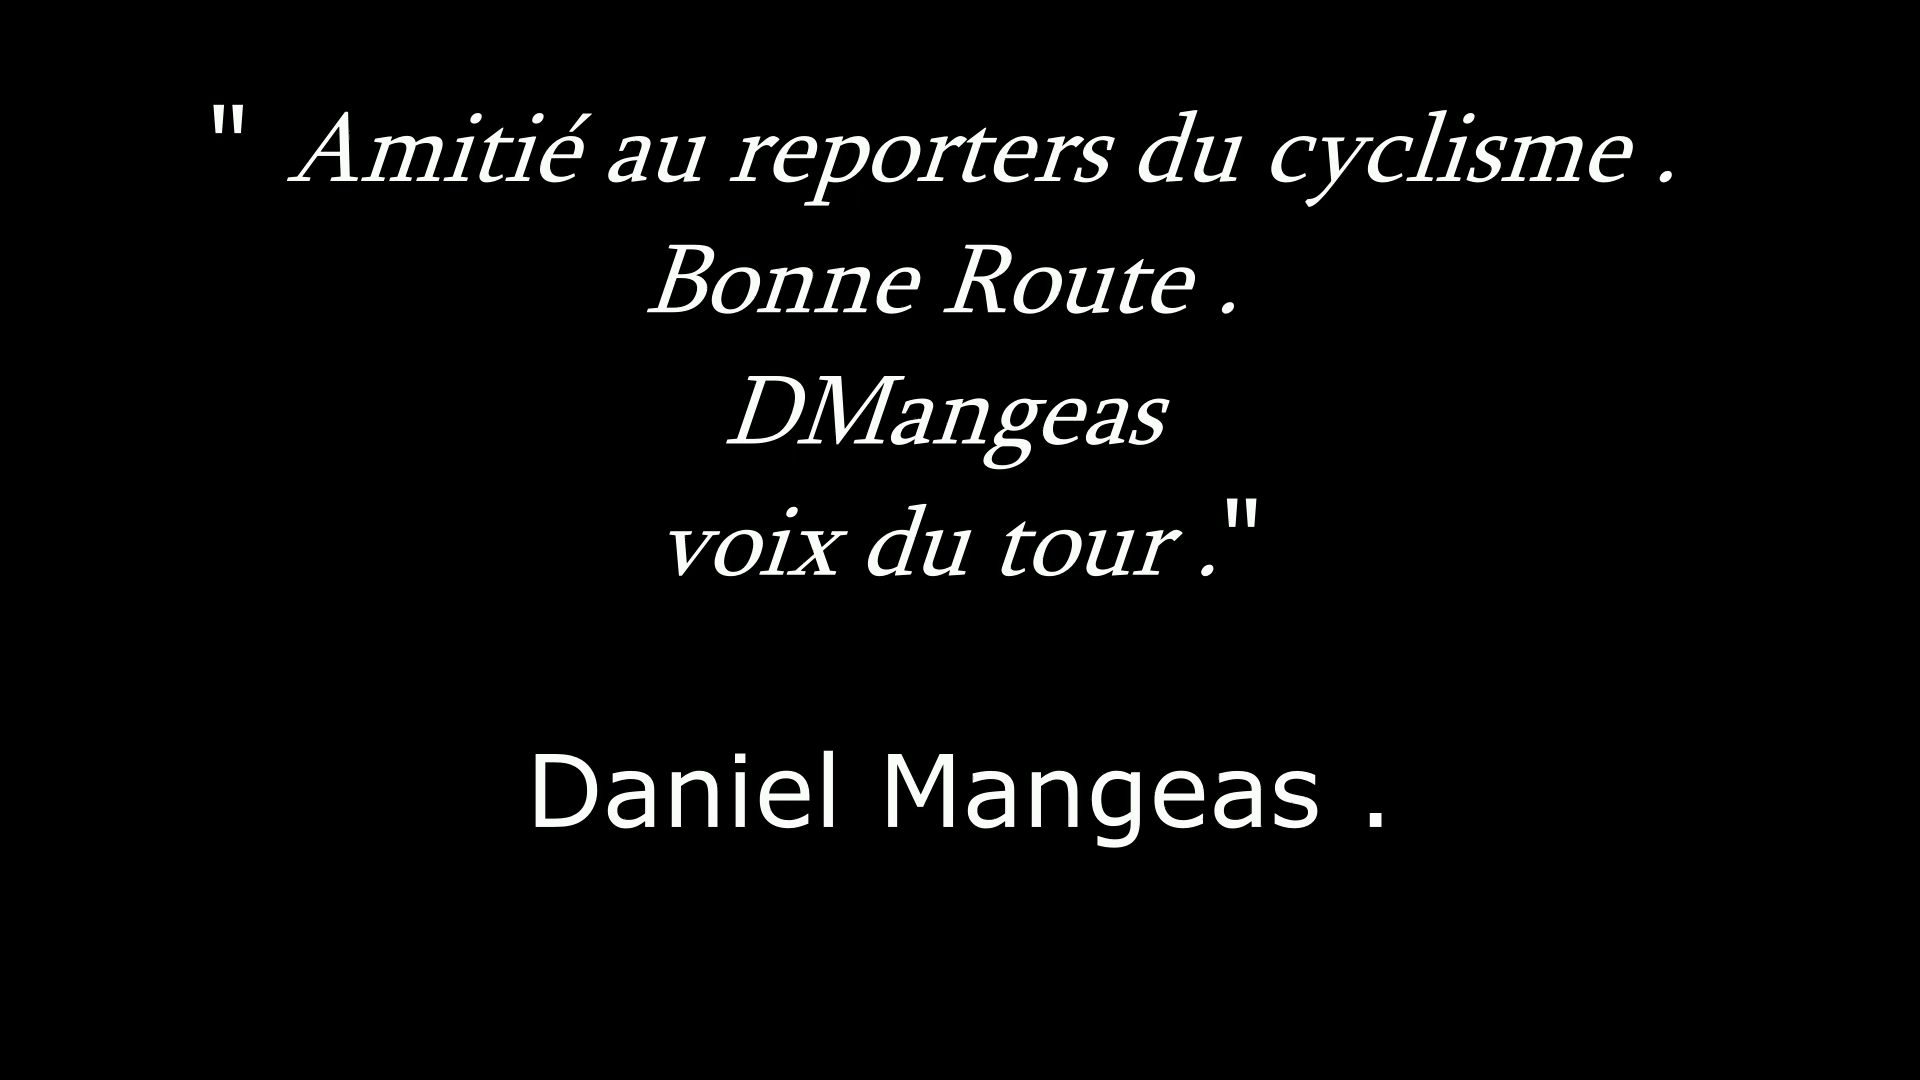 " Amitié au reporters du cyclisme .
Bonne Route .
DMangeas
voix du tour ."
Daniel Mangeas .